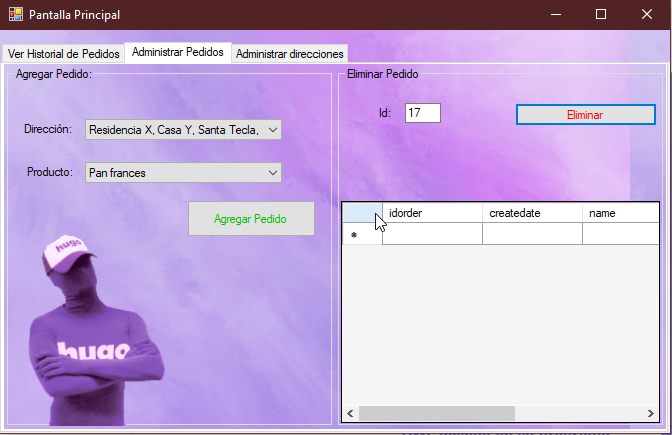 Pantalla Principal
Ver Historial de Pedidos
Administrar Pedidos
Administrar direcciones
Agregar Pedido:
Dirección:
Residencia X, Casa Y, Santa Tecla,
Producto:
Pan frances
Agregar Pedido
hugo
hugo
Eliminar Pedido
Id:
17
Eliminar
idorder
createdate
name